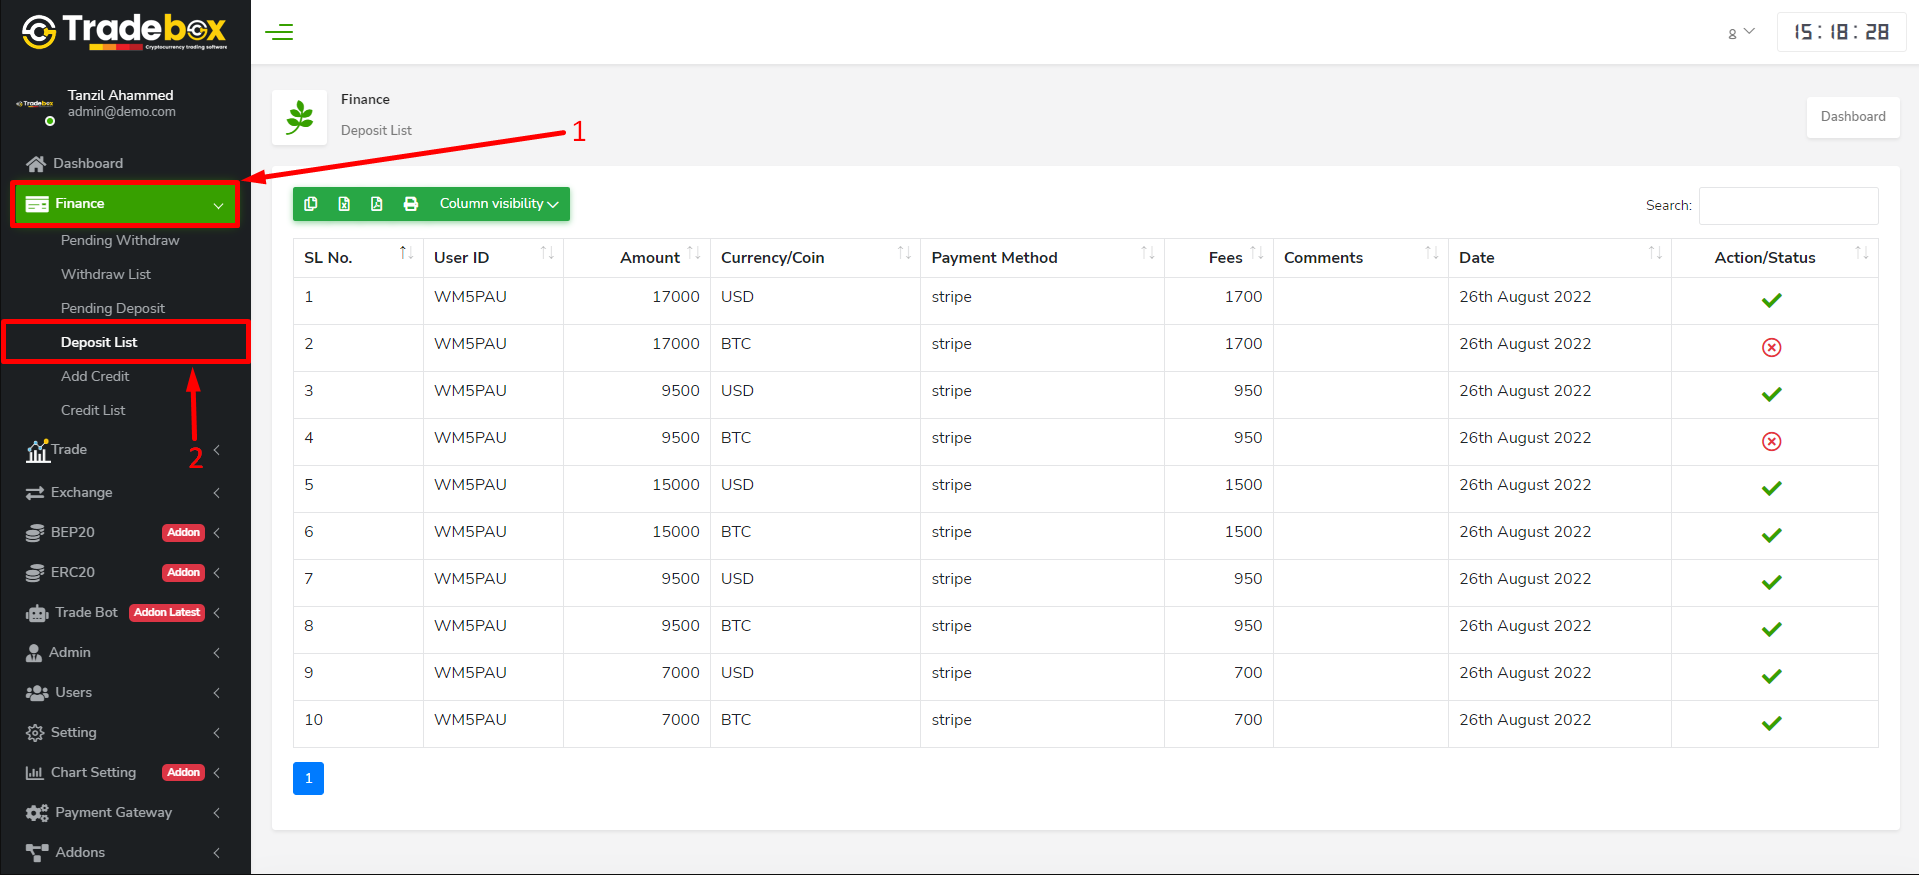 Tradebox
Cryptocurrency trading software
15:18:28
Tradebox
Tanzil Ahammed
admin@demo.com
Finance
Deposit List
Dashboard
1
Dashboard
Finance
Pending Withdraw
Withdraw List
Pending Deposit
Deposit List
Add Credit
Credit List
2
Trade
Exchange
BEP20 Addon
ERC20 Addon
Trade Bot Addon Latest
Admin
Users
Setting
Chart Setting Addon
Payment Gateway
Addons
Column visibility
Search:
SL No. User ID Amount Currency/Coin Payment Method Fees Comments Date Action/Status
1 WM5PAU 17000 USD stripe 1700 26th August 2022
2 WM5PAU 17000 BTC stripe 1700 26th August 2022
3 WM5PAU 9500 USD stripe 950 26th August 2022
4 WM5PAU 9500 BTC stripe 950 26th August 2022
5 WM5PAU 15000 USD stripe 1500 26th August 2022
6 WM5PAU 15000 BTC stripe 1500 26th August 2022
7 WM5PAU 9500 USD stripe 950 26th August 2022
8 WM5PAU 9500 BTC stripe 950 26th August 2022
9 WM5PAU 7000 USD stripe 700 26th August 2022
10 WM5PAU 7000 BTC stripe 700 26th August 2022
1